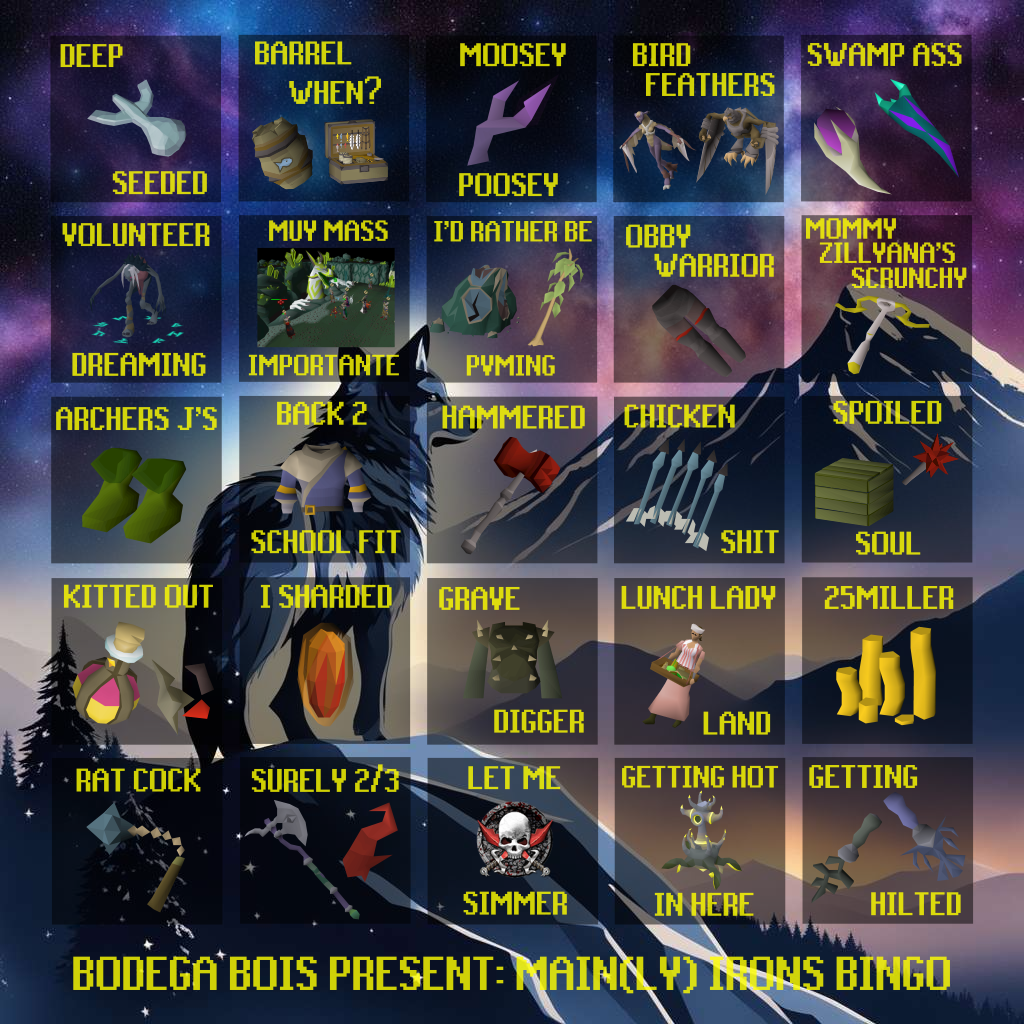 DEEP
SEEDED
BARREL
WHEN?
MOOSEY
POOSEY
BIRD
FEATHERS
SWAMP ASS
VOLUNTEER
DREAMING
MUY MASS
IMPORTANTE
I'D RATHER BE
PVMING
OBBY
WARRIOR
MOMMY
ZILLYANA'S
SCRUNCHY
ARCHERS J'S
BACK 2
SCHOOL FIT
HAMMERED
CHICKEN
SHIT
SPOILED
SOUL
KITTED OUT
I SHARDED
GRAVE
DIGGER
LUNCH LADY
LAND
25MILLER
RAT COCK
SURELY 2/3
LET ME
SIMMER
GETTING HOT
IN HERE
GETTING
HILTED
BODEGA BOIS PRESENT: MAIN(LY) IRONS BINGO